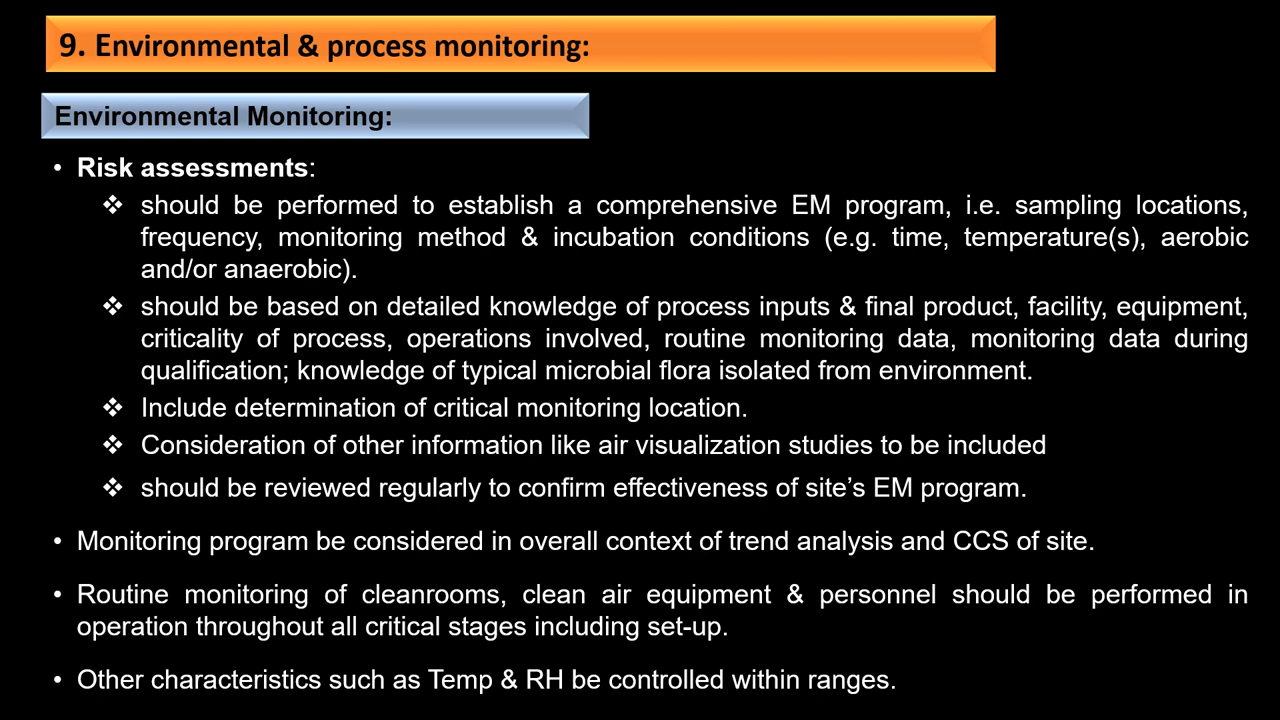 9. Environmental & process monitoring:
Environmental Monitoring:
• Risk assessments:
❖ should be performed to establish a comprehensive EM program, i.e. sampling locations,
frequency, monitoring method & incubation conditions (e.g. time, temperature(s), aerobic
and/or anaerobic).
❖ should be based on detailed knowledge of process inputs & final product, facility, equipment,
criticality of process, operations involved, routine monitoring data, monitoring data during
qualification; knowledge of typical microbial flora isolated from environment.
❖ Include determination of critical monitoring location.
❖ Consideration of other information like air visualization studies to be included
❖ should be reviewed regularly to confirm effectiveness of site’s EM program.
• Monitoring program be considered in overall context of trend analysis and CCS of site.
• Routine monitoring of cleanrooms, clean air equipment & personnel should be performed in
operation throughout all critical stages including set-up.
• Other characteristics such as Temp & RH be controlled within ranges.